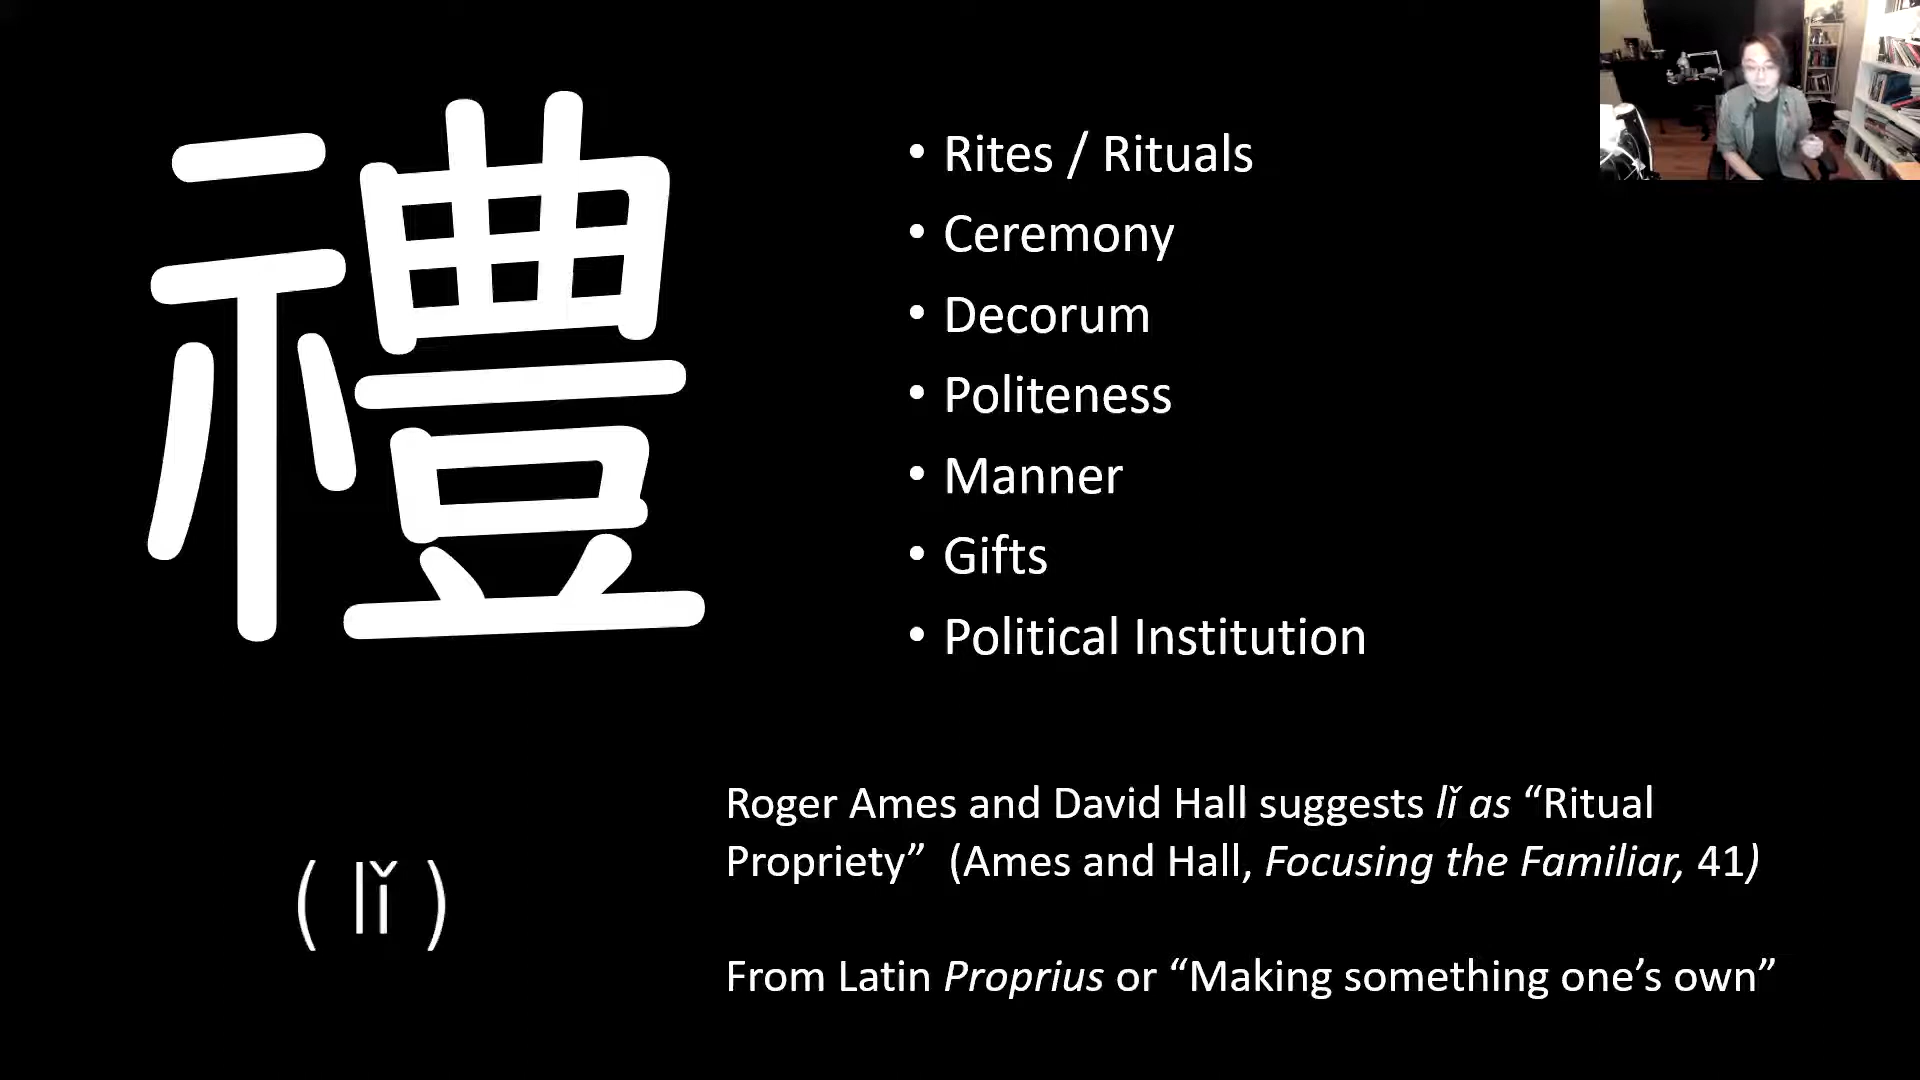 禮
• Rites / Rituals
• Ceremony
• Decorum
• Politeness
• Manner
• Gifts
• Political Institution
( lǐ )
Roger Ames and David Hall suggests lǐ as “Ritual
Propriety” (Ames and Hall, Focusing the Familiar, 41)
From Latin Proprius or “Making something one’s own”